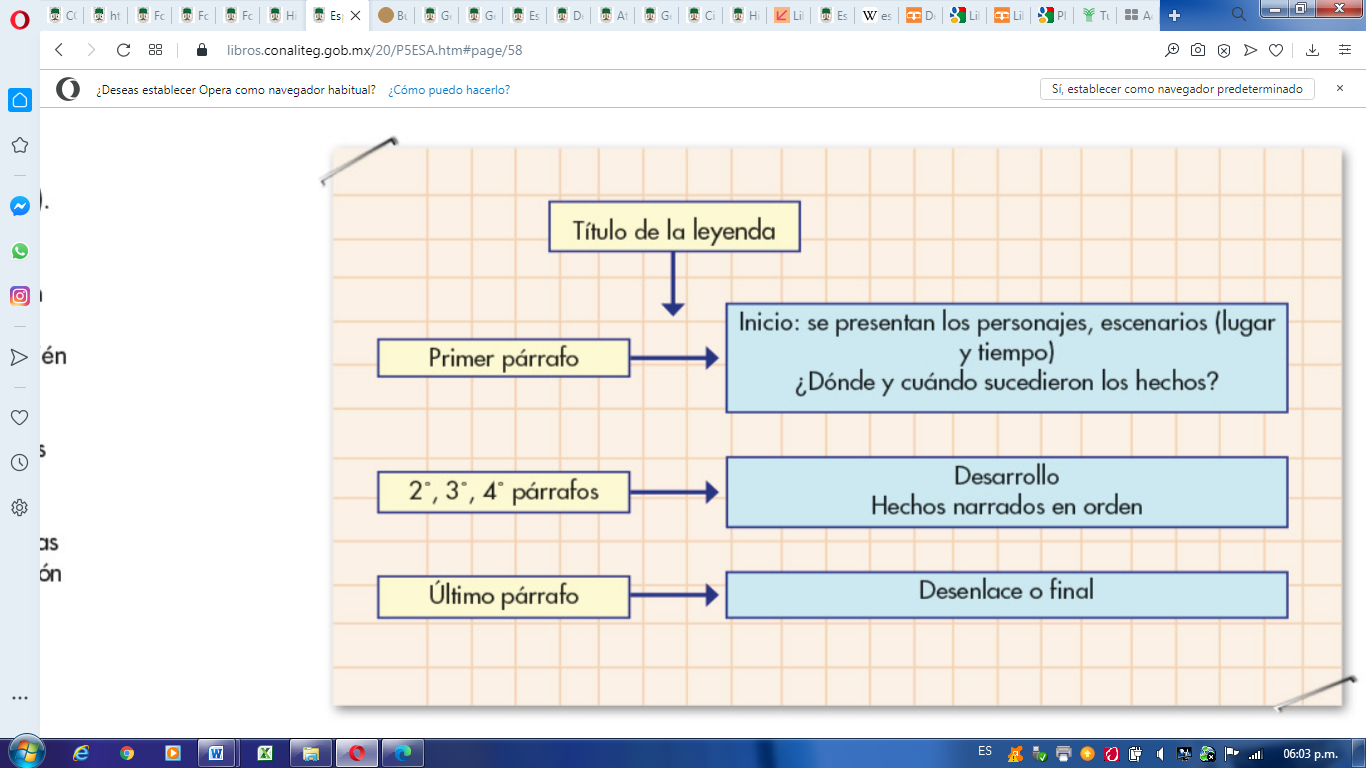 libros.conaliteg.gob.mx/20/P5ESA.htm#page/58
¿Deseas establecer Opera como navegador habitual? ¿Cómo puedo hacerlo?
Sí, establecer como navegador predeterminado
).
én
s
as
ón
Título de la leyenda
Primer párrafo
Inicio: se presentan los personajes, escenarios (lugar
y tiempo)
¿Dónde y cuándo sucedieron los hechos?
2°, 3°, 4° párrafos
Desarrollo
Hechos narrados en orden
Último párrafo
Desenlace o final
ES
06:03 p.m.